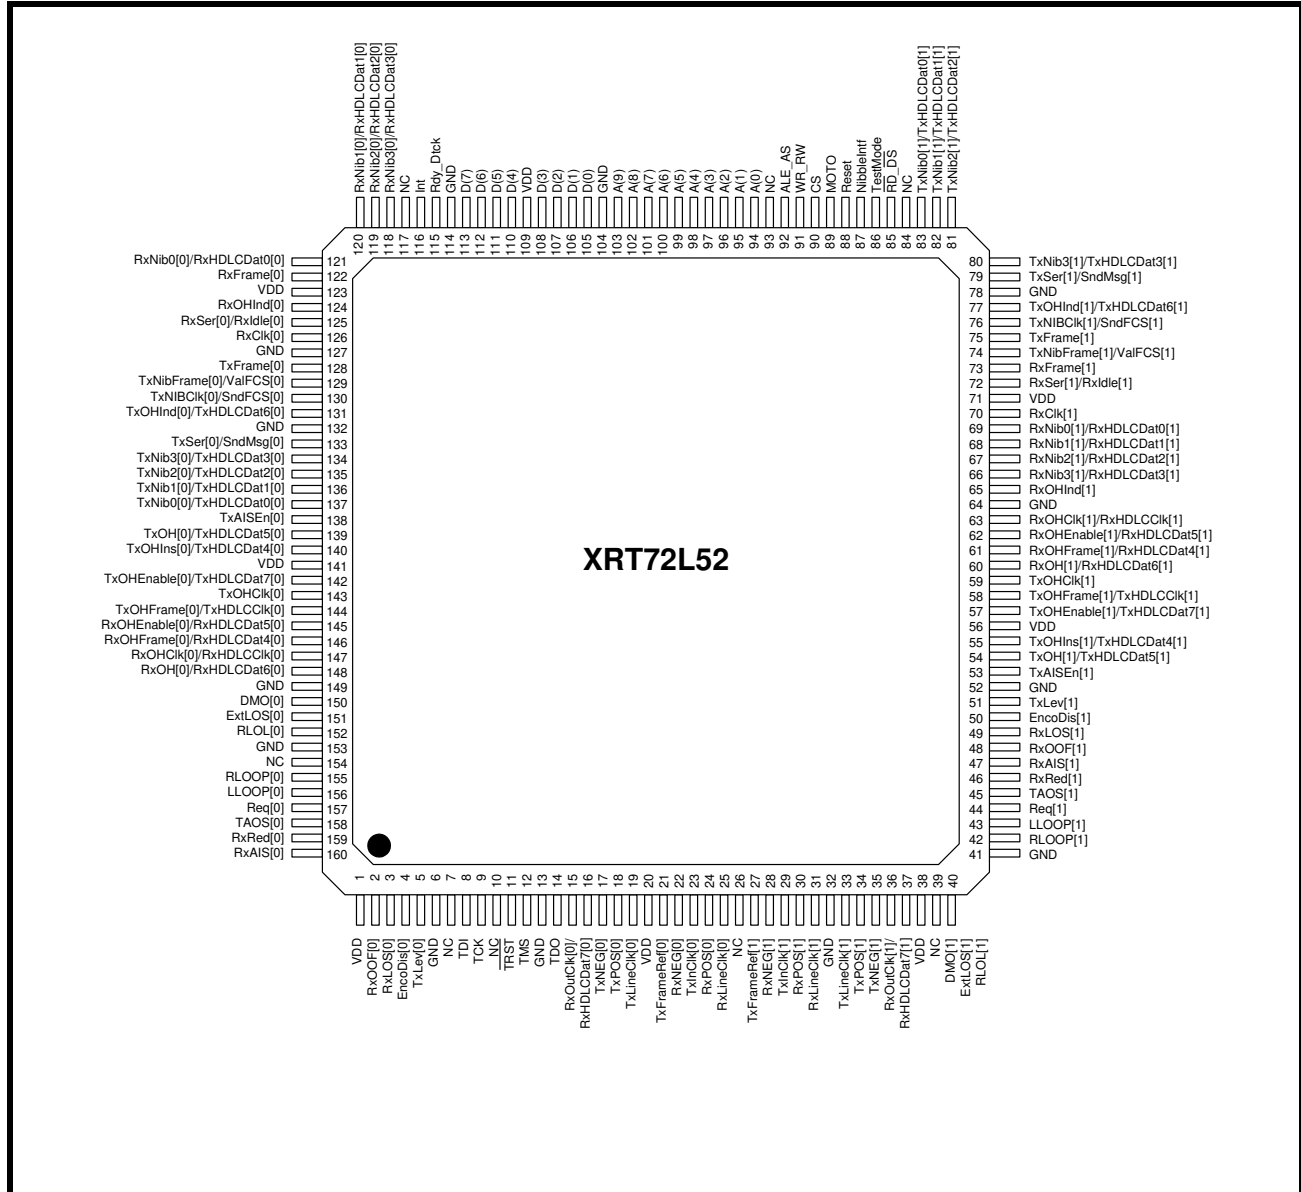 RxNib1[0]/RxHDLCDat1[0]
RxNib2[0]/RxHDLCDat2[0]
RxNib3[0]/RxHDLCDat3[0]
NC
Int
Rdy_Dtck
GND
D(7)
D(6)
D(5)
D(4)
VDD
D(3)
D(2)
D(1)
D(0)
GND
A(9)
A(8)
A(7)
A(6)
A(5)
A(4)
A(3)
A(2)
A(1)
A(0)
NC
ALE_AS
WR_RW
CS
MOTO
Reset
NibbleIntf
TestMode
RD_DS
NC
TxNib0[1]/TxHDLCDat0[1]
TxNib1[1]/TxHDLCDat1[1]
TxNib2[1]/TxHDLCDat2[1]
120
119
118
117
116
115
114
113
112
111
110
109
108
107
106
105
104
103
102
101
100
99
98
97
96
95
94
93
92
91
90
89
88
87
86
85
84
83
82
81
RxNib0[0]/RxHDLCDat0[0] 121
RxFrame[0] 122
VDD 123
RxOHInd[0] 124
RxSer[0]/RxIdle[0] 125
RxClk[0] 126
GND 127
TxFrame[0] 128
TxNibFrame[0]/ValFCS[0] 129
TxNIBClk[0]/SndFCS[0] 130
TxOHInd[0]/TxHDLCDat6[0] 131
GND 132
TxSer[0]/SndMsg[0] 133
TxNib3[0]/TxHDLCDat3[0] 134
TxNib2[0]/TxHDLCDat2[0] 135
TxNib1[0]/TxHDLCDat1[0] 136
TxNib0[0]/TxHDLCDat0[0] 137
TxAISEn[0] 138
TxOH[0]/TxHDLCDat5[0] 139
TxOHIns[0]/TxHDLCDat4[0] 140
VDD 141
TxOHEnable[0]/TxHDLCDat7[0] 142
TxOHClk[0] 143
TxOHFrame[0]/TxHDLCClk[0] 144
RxOHEnable[0]/RxHDLCDat5[0] 145
RxOHFrame[0]/RxHDLCDat4[0] 146
RxOHClk[0]/RxHDLCClk[0] 147
RxOH[0]/RxHDLCDat6[0] 148
GND 149
DMO[0] 150
ExtLOS[0] 151
RLOL[0] 152
GND 153
NC 154
RLOOP[0] 155
LLOOP[0] 156
Req[0] 157
TAOS[0] 158
RxRed[0] 159
RxAIS[0] 160
XRT72L52
80 TxNib3[1]/TxHDLCDat3[1]
79 TxSer[1]/SndMsg[1]
78 GND
77 TxOHInd[1]/TxHDLCDat6[1]
76 TxNIBClk[1]/SndFCS[1]
75 TxFrame[1]
74 TxNibFrame[1]/ValFCS[1]
73 RxFrame[1]
72 RxSer[1]/RxIdle[1]
71 VDD
70 RxClk[1]
69 RxNib0[1]/RxHDLCDat0[1]
68 RxNib1[1]/RxHDLCDat1[1]
67 RxNib2[1]/RxHDLCDat2[1]
66 RxNib3[1]/RxHDLCDat3[1]
65 RxOHInd[1]
64 GND
63 RxOHClk[1]/RxHDLCClk[1]
62 RxOHEnable[1]/RxHDLCDat5[1]
61 RxOHFrame[1]/RxHDLCDat4[1]
60 RxOH[1]/RxHDLCDat6[1]
59 TxOHClk[1]
58 TxOHFrame[1]/TxHDLCClk[1]
57 TxOHEnable[1]/TxHDLCDat7[1]
56 VDD
55 TxOHIns[1]/TxHDLCDat4[1]
54 TxOH[1]/TxHDLCDat5[1]
53 TxAISEn[1]
52 GND
51 TxLev[1]
50 EncoDis[1]
49 RxLOS[1]
48 RxOOF[1]
47 RxAIS[1]
46 RxRed[1]
45 TAOS[1]
44 Req[1]
43 LLOOP[1]
42 RLOOP[1]
41 GND
1
2
3
4
5
6
7
8
9
10
11
12
13
14
15
16
17
18
19
20
21
22
23
24
25
26
27
28
29
30
31
32
33
34
35
36
37
38
39
40
VDD
RxOOF[0]
RxLOS[0]
EncoDis[0]
TxLev[0]
GND
NC
TDI
TCK
NC
TRST
TMS
GND
TDO
RxOutClk[0]/
RxHDLCDat7[0]
TxNEG[0]
TxPOS[0]
TxLineClk[0]
VDD
TxFrameRef[0]
RxNEG[0]
TxInClk[0]
RxPOS[0]
RxLineClk[0]
NC
TxFrameRef[1]
RxNEG[1]
TxInClk[1]
RxPOS[1]
RxLineClk[1]
GND
TxLineClk[1]
TxPOS[1]
TxNEG[1]
RxOutClk[1]/
RxHDLCDat7[1]
VDD
NC
DMO[1]
ExtLOS[1]
RLOL[1]